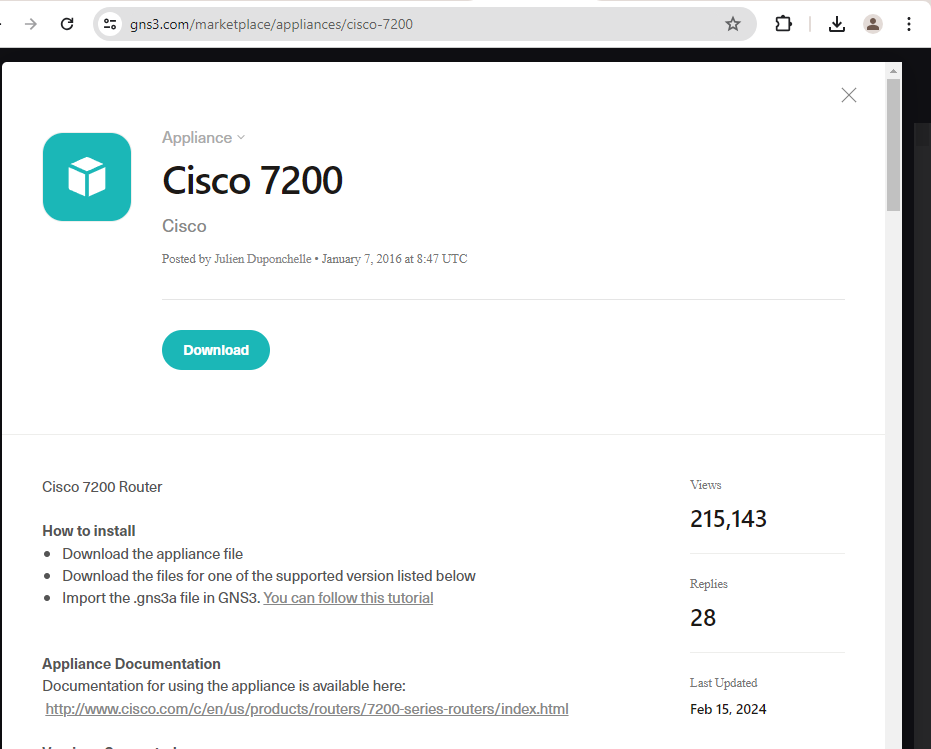 gns3.com/marketplace/appliances/cisco-7200
Appliance
Cisco 7200
Cisco
Posted by Julien Duponchelle • January 7, 2016 at 8:47 UTC
Download
Cisco 7200 Router
How to install
• Download the appliance file
• Download the files for one of the supported version listed below
• Import the .gns3a file in GNS3. You can follow this tutorial
Appliance Documentation
Documentation for using the appliance is available here:
http://www.cisco.com/c/en/us/products/routers/7200-series-routers/index.html
Views
215,143
Replies
28
Last Updated
Feb 15, 2024